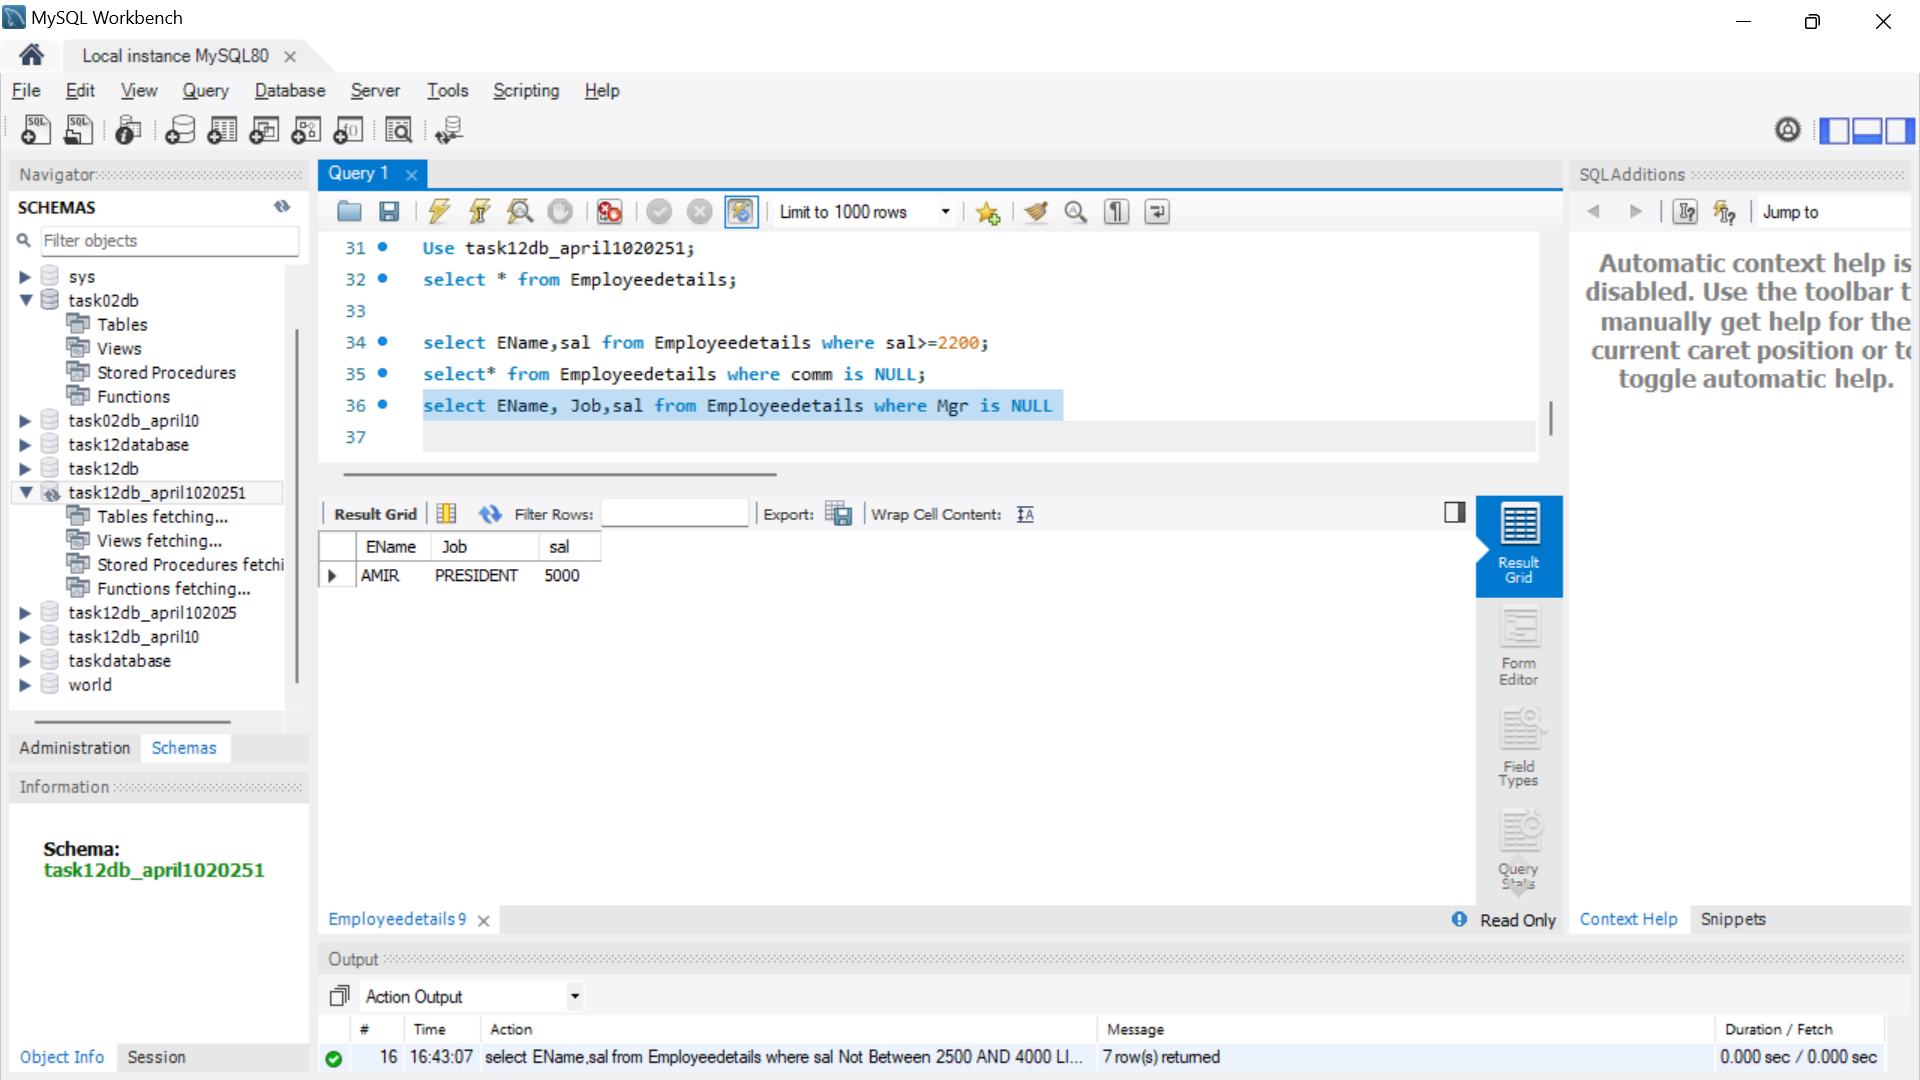 MySQL Workbench
Local instance MySQL80
File Edit View Query Database Server Tools Scripting Help
Navigator
SCHEMAS
Filter objects
sys
task02db
Tables
Views
Stored Procedures
Functions
task02db_april10
task12database
task12db
task12db_april1020251
Tables fetching...
Views fetching...
Stored Procedures fetchi
Functions fetching...
task12db_april102025
task12db_april10
taskdatabase
world
Administration Schemas
Information
Schema:
task12db_april1020251
Object Info Session
Query 1
Limit to 1000 rows
31 Use task12db_april1020251;
32 select * from Employeedetails;
33
34 select EName,sal from Employeedetails where sal>=2200;
35 select* from Employeedetails where comm is NULL;
36 select EName, Job,sal from Employeedetails where Mgr is NULL
37
Result Grid Filter Rows: Export: Wrap Cell Content:
EName Job sal
AMIR PRESIDENT 5000
Result
Grid
Form
Editor
Field
Types
Query
Stats
Employeedetails 9
Read Only
SQLAdditions
Jump to
Automatic context help is
disabled. Use the toolbar t
manually get help for the
current caret position or to
toggle automatic help.
Context Help Snippets
Output
Action Output
# Time Action Message Duration / Fetch
16 16:43:07 select EName,sal from Employeedetails where sal Not Between 2500 AND 4000 LI... 7 row(s) returned 0.000 sec / 0.000 sec